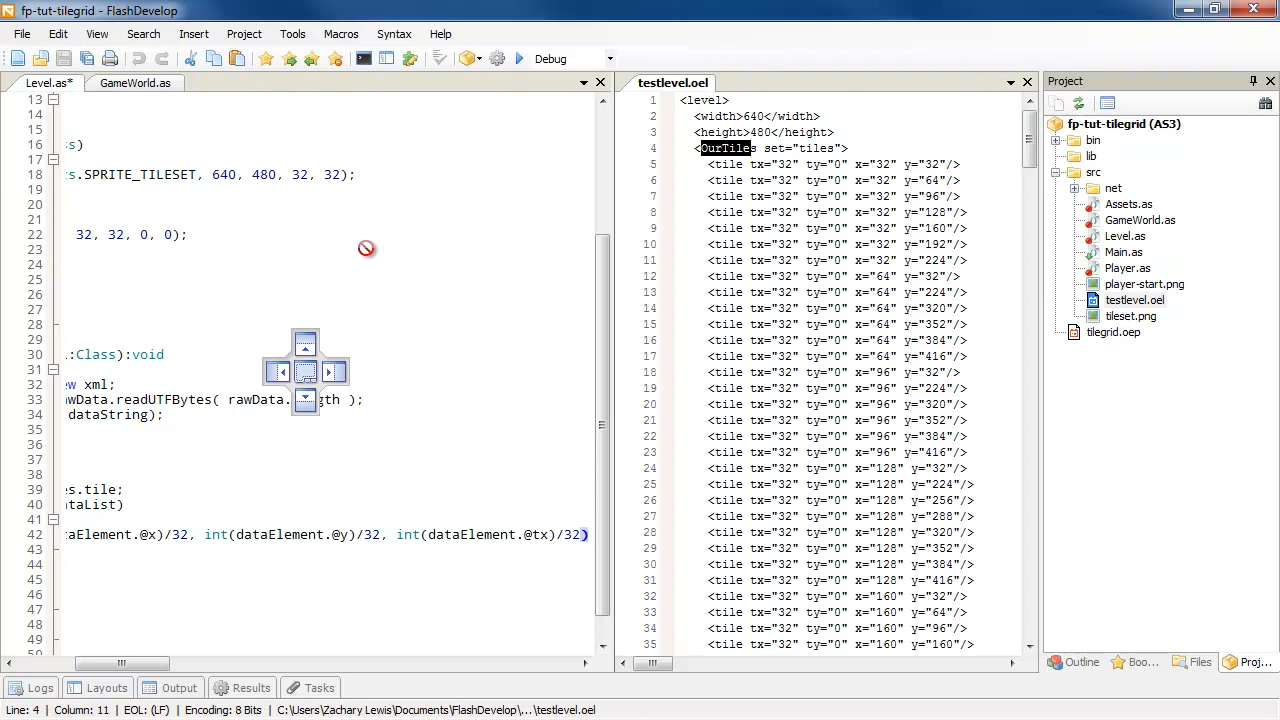 fp-tut-tilegrid - FlashDevelop
File Edit View Search Insert Project Tools Macros Syntax Help
Debug
Level.as* GameWorld.as
13
14
15
16 s)
17
18 s.SPRITE_TILESET, 640, 480, 32, 32);
19
20
21
22 32, 32, 0, 0);
23
24
25
26
27
28
29
30 :Class):void
31
32 ew xml;
33 wData.readUTFBytes( rawData. gth );
34 dataString);
35
36
37
38
39 es.tile;
40 taList)
41
42 aElement.@x)/32, int(dataElement.@y)/32, int(dataElement.@tx)/32)
43
44
45
46
47
48
49
50
testlevel.oel
1 <level>
2 <width>640</width>
3 <height>480</height>
4 <OurTiles set="tiles">
5 <tile tx="32" ty="0" x="32" y="32"/>
6 <tile tx="32" ty="0" x="32" y="64"/>
7 <tile tx="32" ty="0" x="32" y="96"/>
8 <tile tx="32" ty="0" x="32" y="128"/>
9 <tile tx="32" ty="0" x="32" y="160"/>
10 <tile tx="32" ty="0" x="32" y="192"/>
11 <tile tx="32" ty="0" x="32" y="224"/>
12 <tile tx="32" ty="0" x="64" y="32"/>
13 <tile tx="32" ty="0" x="64" y="224"/>
14 <tile tx="32" ty="0" x="64" y="320"/>
15 <tile tx="32" ty="0" x="64" y="352"/>
16 <tile tx="32" ty="0" x="64" y="384"/>
17 <tile tx="32" ty="0" x="64" y="416"/>
18 <tile tx="32" ty="0" x="96" y="32"/>
19 <tile tx="32" ty="0" x="96" y="224"/>
20 <tile tx="32" ty="0" x="96" y="320"/>
21 <tile tx="32" ty="0" x="96" y="352"/>
22 <tile tx="32" ty="0" x="96" y="384"/>
23 <tile tx="32" ty="0" x="96" y="416"/>
24 <tile tx="32" ty="0" x="128" y="32"/>
25 <tile tx="32" ty="0" x="128" y="224"/>
26 <tile tx="32" ty="0" x="128" y="256"/>
27 <tile tx="32" ty="0" x="128" y="288"/>
28 <tile tx="32" ty="0" x="128" y="320"/>
29 <tile tx="32" ty="0" x="128" y="352"/>
30 <tile tx="32" ty="0" x="128" y="384"/>
31 <tile tx="32" ty="0" x="128" y="416"/>
32 <tile tx="32" ty="0" x="160" y="32"/>
33 <tile tx="32" ty="0" x="160" y="64"/>
34 <tile tx="32" ty="0" x="160" y="96"/>
35 <tile tx="32" ty="0" x="160" y="160"/>
Project
fp-tut-tilegrid (AS3)
bin
lib
src
net
Assets.as
GameWorld.as
Level.as
Main.as
Player.as
player-start.png
testlevel.oel
tileset.png
tilegrid.oep
Outline Boo... Files Proj...
Logs Layouts Output Results Tasks
Line: 4 | Column: 11 | EOL: (LF) | Encoding: 8 Bits | C:\Users\Zachary Lewis\Documents\FlashDevelop\...\testlevel.oel